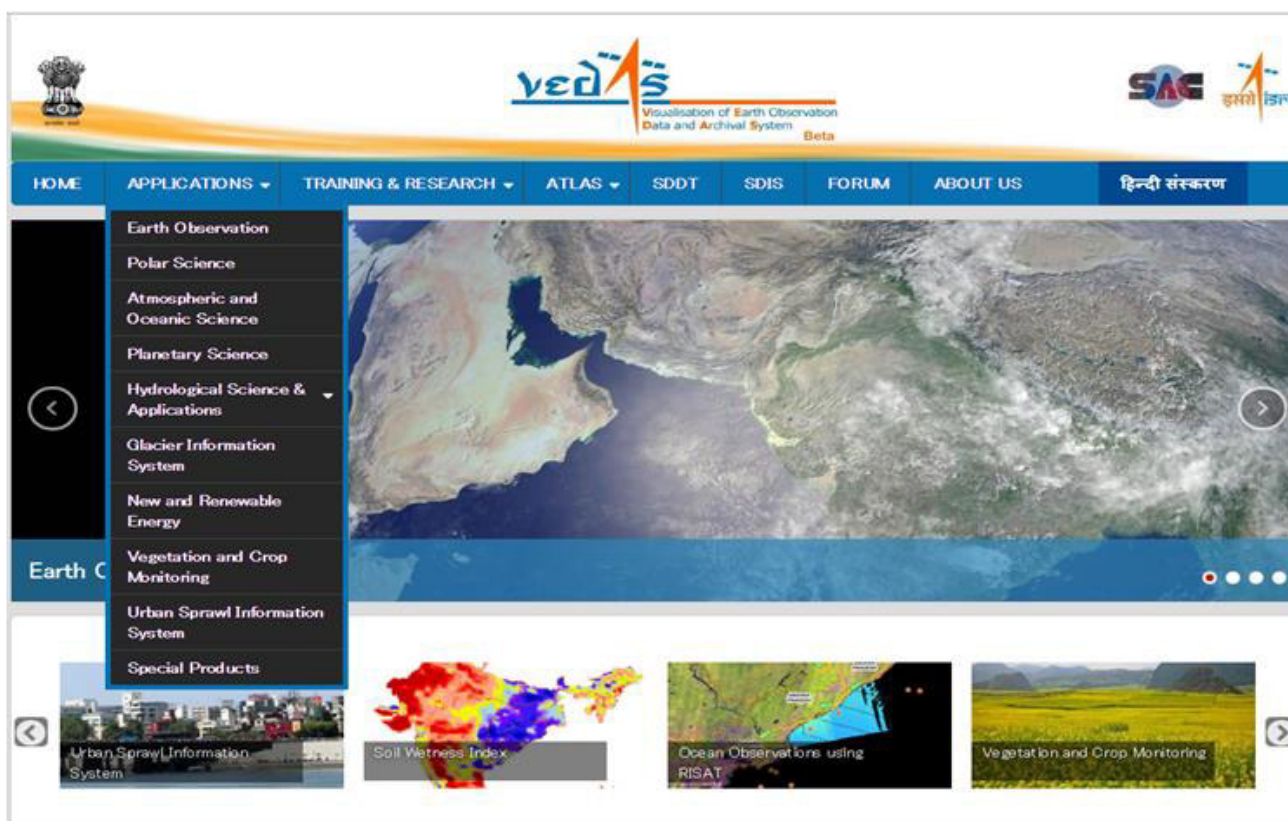 vεdΛs
Visualisation of Earth Observation
Data and Archival System
Beta
SAC
इसरो
HOME APPLICATIONS TRAINING & RESEARCH ATLAS SDDT SDIS FORUM ABOUT US हिन्दी संस्करण
Earth Observation
Polar Science
Atmospheric and
Oceanic Science
Planetary Science
Hydrological Science &
Applications
Glacier Information
System
New and Renewable
Energy
Vegetation and Crop
Monitoring
Urban Sprawl Information
System
Special Products
Earth
Urban Sprawl Information
System
Soil Wetness Index
Ocean Observations using
RISAT
Vegetation and Crop Monitoring